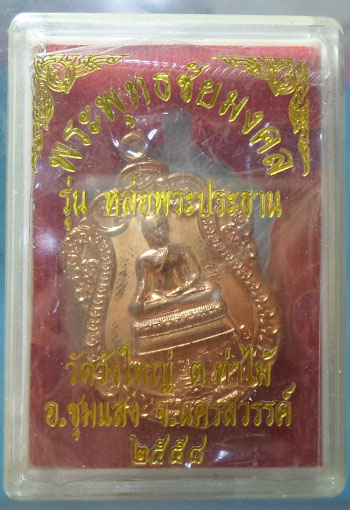 พระพุทธชัยมงคล
รุ่น หล่อพระประธาน
วัดวังใหญ่ ต.ท่าไม้
อ.ชุมแสง จ.นครสวรรค์
๒๕๕๘